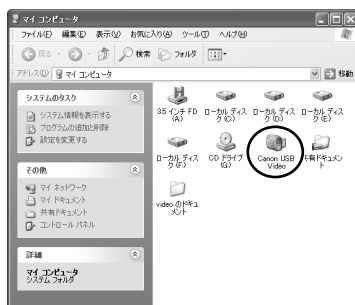 マイ コンピュータ
ファイル(F) 編集(E) 表示(V) お気に入り(A) ツール(T) ヘルプ(H)
戻る 検索 フォルダ
アドレス(D) マイ コンピュータ 移動
システムのタスク
システム情報を表示する
プログラムの追加と削除
設定を変更する
その他
マイ ネットワーク
マイ ドキュメント
共有ドキュメント
コントロール パネル
詳細
マイ コンピュータ
システム フォルダ
3.5 インチ FD
(A)
ローカル ディス
ク (C)
ローカル ディス
ク (D)
ローカル ディス
ク (E)
ローカル ディス
ク (F)
CD ドライブ
(G)
Canon USB
Video
共有ドキュメン
ト
video のドキュ
メント